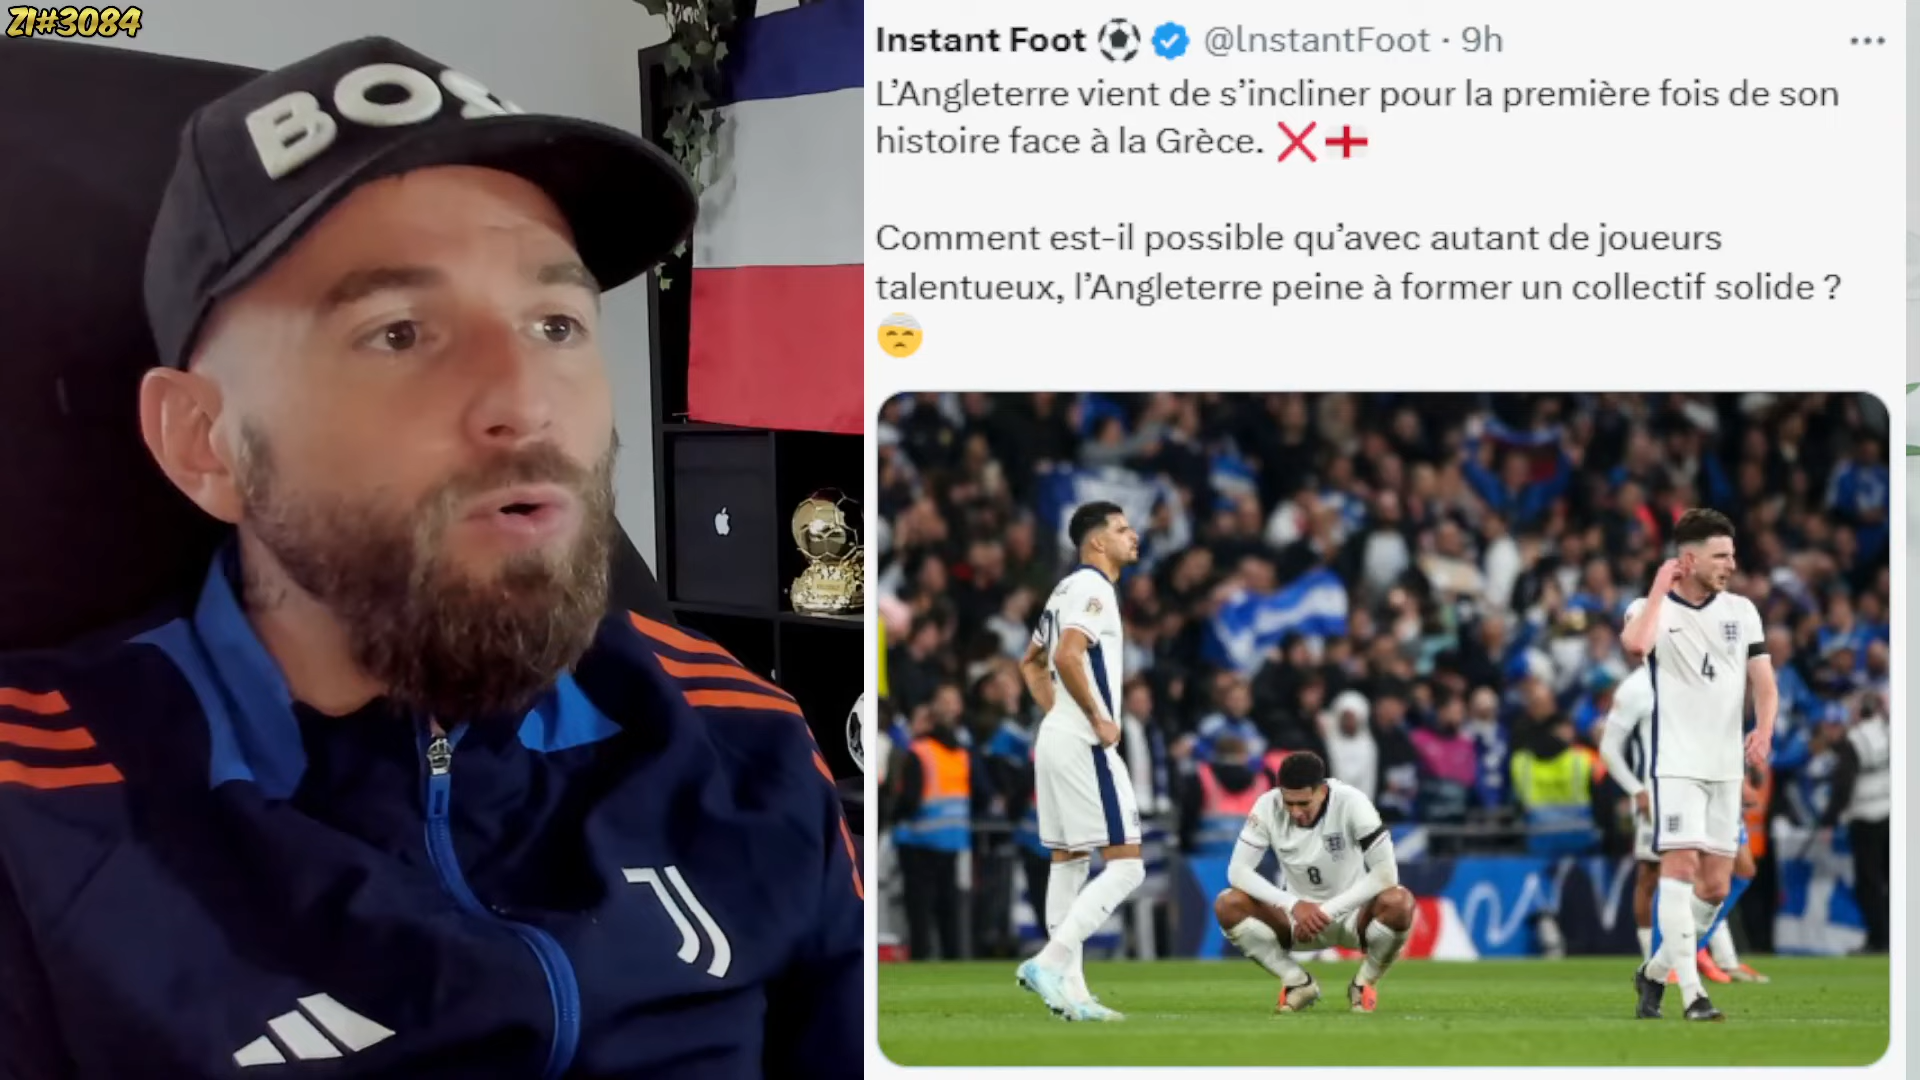 ZI#3084
BOS
Instant Foot @lnstantFoot · 9h
L’Angleterre vient de s’incliner pour la première fois de son
histoire face à la Grèce.
Comment est-il possible qu’avec autant de joueurs
talentueux, l’Angleterre peine à former un collectif solide ?
4
8